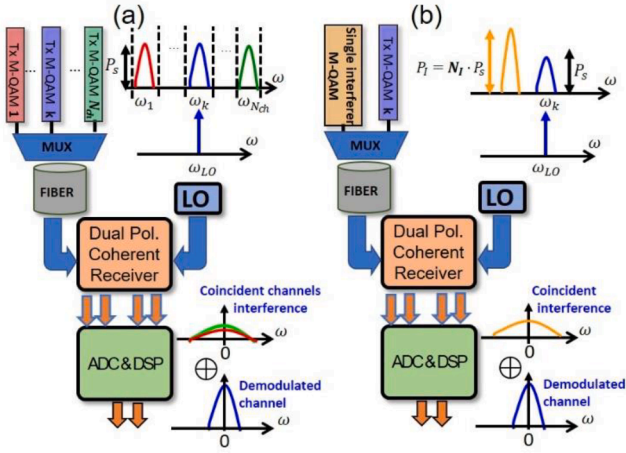 (a)
Tx M-QAM 1
...
Tx M-QAM k
...
Tx M-QAM N_ch
MUX
FIBER
P_s
...
...
ω
ω_1
ω_k
ω_{N_ch}
ω
ω_LO
LO
Dual Pol.
Coherent
Receiver
Coincident channels
interference
ω
0
ADC & DSP
⊕
Demodulated
channel
ω
0
(b)
Single interferer
M-QAM
Tx M-QAM k
MUX
FIBER
P_I = N_I · P_s
P_s
ω
ω_k
ω
ω_LO
LO
Dual Pol.
Coherent
Receiver
Coincident
interference
ω
0
ADC & DSP
⊕
Demodulated
channel
ω
0